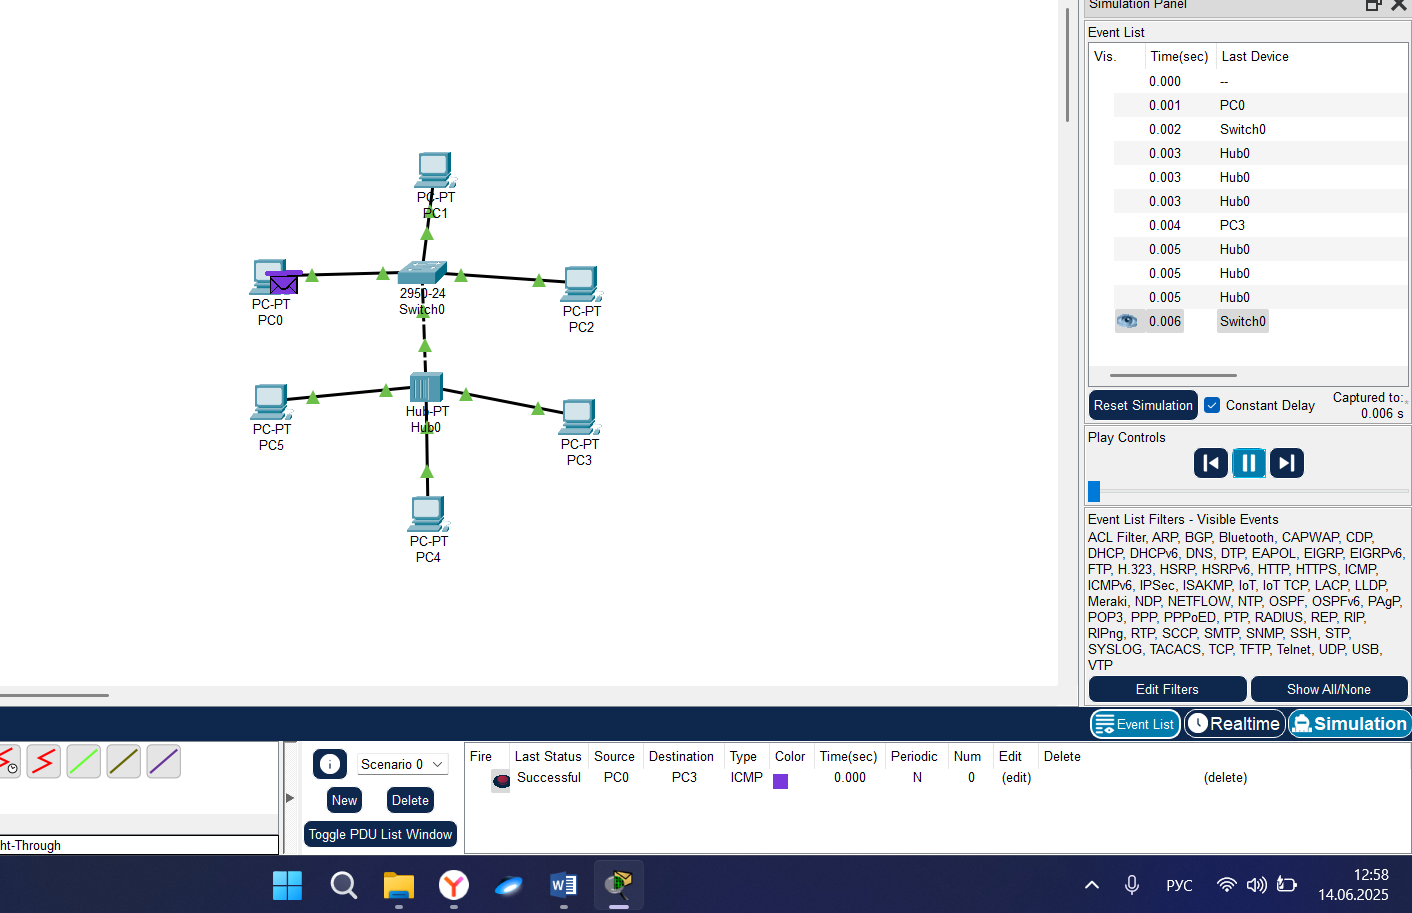 Simulation Panel
Event List
Vis. Time(sec) Last Device
0.000 --
0.001 PC0
0.002 Switch0
0.003 Hub0
0.003 Hub0
0.003 Hub0
0.004 PC3
0.005 Hub0
0.005 Hub0
0.005 Hub0
0.006 Switch0
Reset Simulation Constant Delay Captured to:
0.006 s
Play Controls
Event List Filters - Visible Events
ACL Filter, ARP, BGP, Bluetooth, CAPWAP, CDP,
DHCP, DHCPv6, DNS, DTP, EAPOL, EIGRP, EIGRPv6,
FTP, H.323, HSRP, HSRPv6, HTTP, HTTPS, ICMP,
ICMPv6, IPSec, ISAKMP, IoT, IoT TCP, LACP, LLDP,
Meraki, NDP, NETFLOW, NTP, OSPF, OSPFv6, PAgP,
POP3, PPP, PPPoED, PTP, RADIUS, REP, RIP,
RIPng, RTP, SCCP, SMTP, SNMP, SSH, STP,
SYSLOG, TACACS, TCP, TFTP, Telnet, UDP, USB,
VTP
Edit Filters Show All/None
Event List Realtime Simulation
PC-PT
PC1
PC-PT
PC0
2950-24
Switch0
PC-PT
PC2
PC-PT
PC5
Hub-PT
Hub0
PC-PT
PC3
PC-PT
PC4
Scenario 0
New Delete
Toggle PDU List Window
Fire Last Status Source Destination Type Color Time(sec) Periodic Num Edit Delete
Successful PC0 PC3 ICMP 0.000 N 0 (edit) (delete)
ht-Through
РУС
12:58
14.06.2025